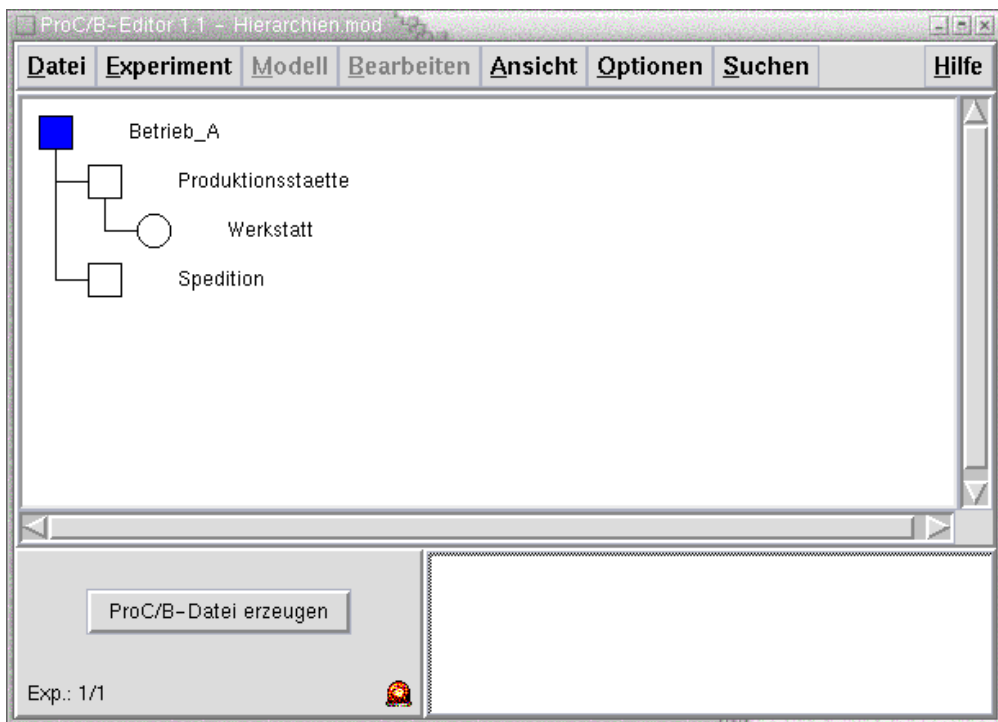 ProC/B-Editor 1.1 - Hierarchien.mod
Datei Experiment Modell Bearbeiten Ansicht Optionen Suchen Hilfe
Betrieb_A
Produktionsstaette
Werkstatt
Spedition
ProC/B-Datei erzeugen
Exp.: 1/1